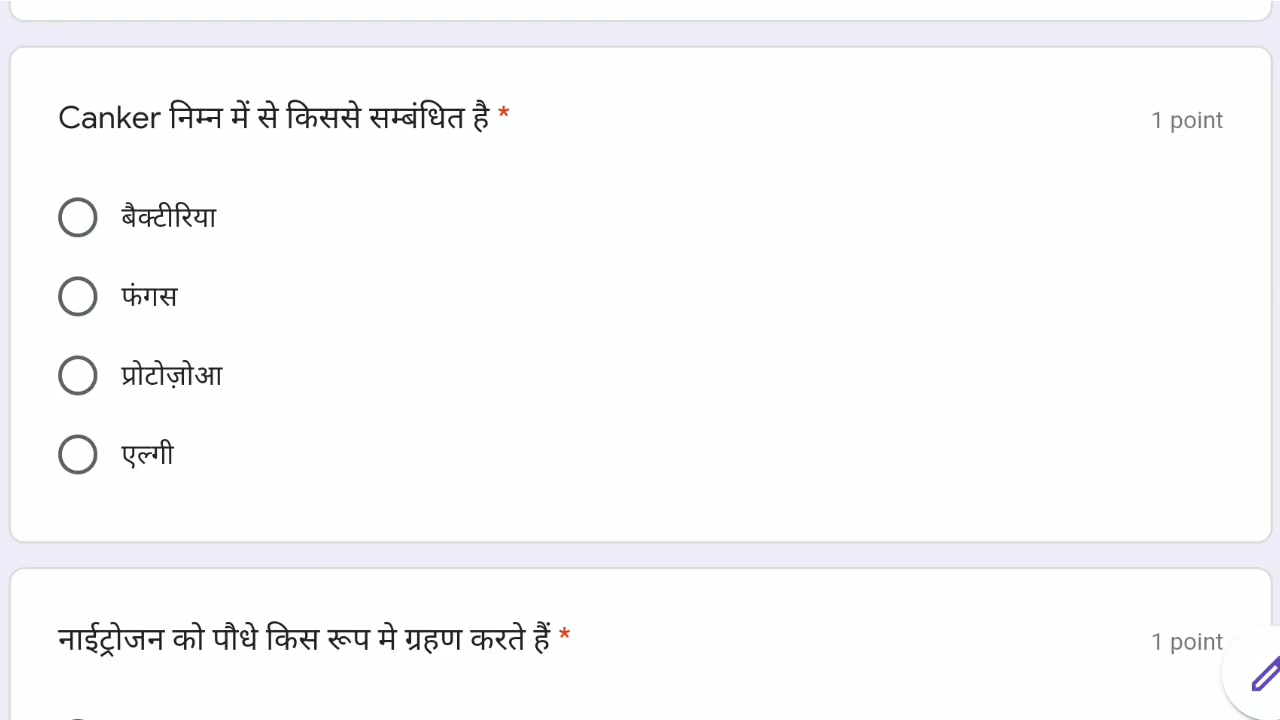 Canker निम्न में से किससे सम्बंधित है *
1 point
बैक्टीरिया
फंगस
प्रोटोज़ोआ
एल्गी
नाईट्रोजन को पौधे किस रूप मे ग्रहण करते हैं *
1 point